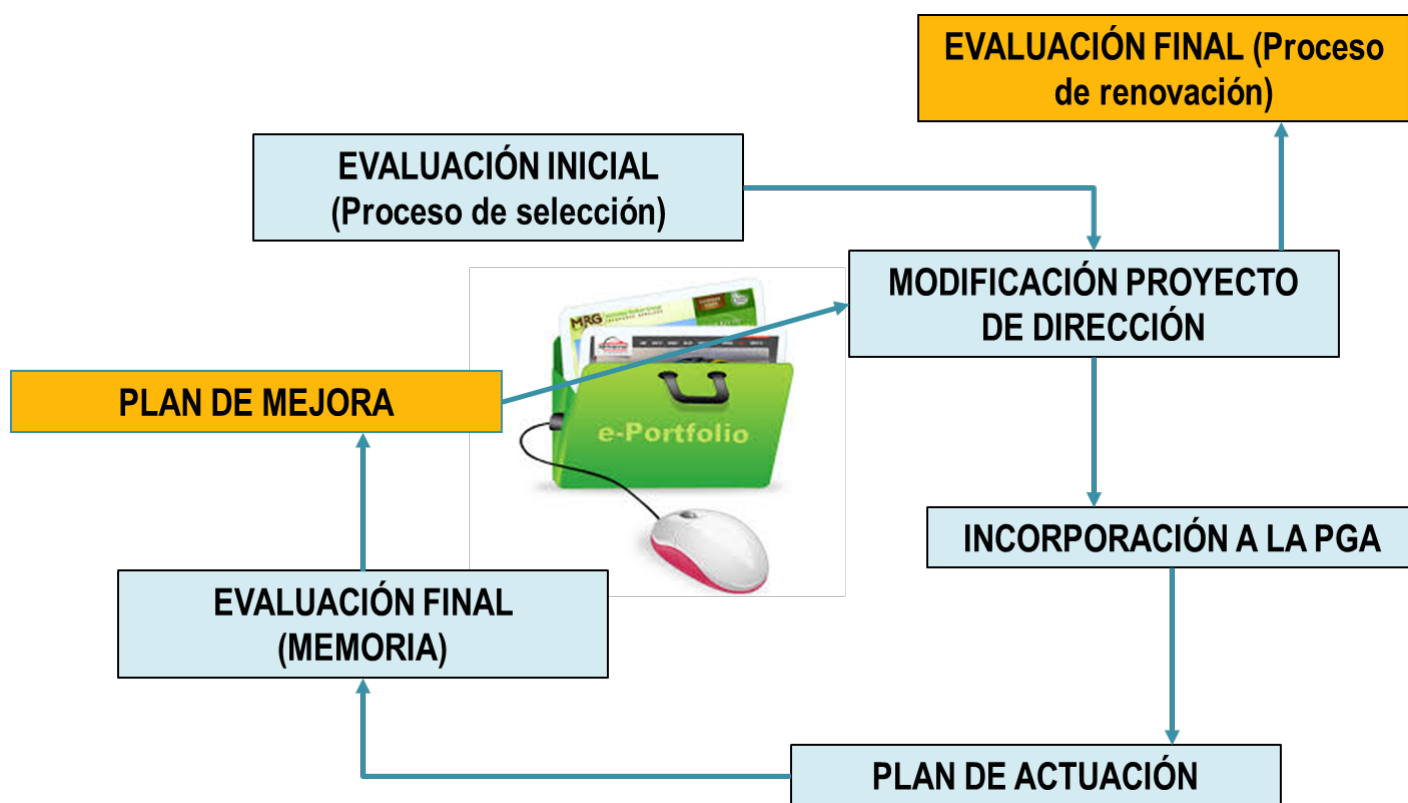 EVALUACIÓN FINAL (Proceso
de renovación)
EVALUACIÓN INICIAL
(Proceso de selección)
MODIFICACIÓN PROYECTO
DE DIRECCIÓN
MRG
PLAN DE MEJORA
e-Portfolio
INCORPORACIÓN A LA PGA
EVALUACIÓN FINAL
(MEMORIA)
PLAN DE ACTUACIÓN